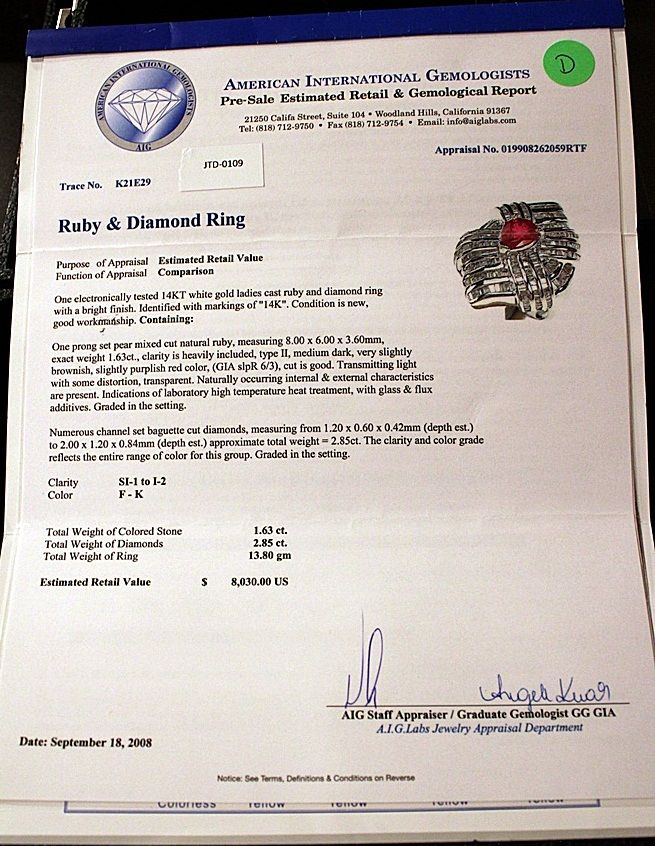 AMERICAN INTERNATIONAL GEMOLOGISTS
AIG
D
AMERICAN INTERNATIONAL GEMOLOGISTS
Pre-Sale Estimated Retail & Gemological Report
21250 Califa Street, Suite 104 • Woodland Hills, California 91367
Tel: (818) 712-9750 • Fax (818) 712-9754 • Email: info@aiglabs.com
Appraisal No. 019908262059RTF
JTD-0109
Trace No. K21E29
Ruby & Diamond Ring
Purpose of Appraisal Estimated Retail Value
Function of Appraisal Comparison
One electronically tested 14KT white gold ladies cast ruby and diamond ring
with a bright finish. Identified with markings of "14K". Condition is new,
good workmanship. Containing:
One prong set pear mixed cut natural ruby, measuring 8.00 x 6.00 x 3.60mm,
exact weight 1.63ct., clarity is heavily included, type II, medium dark, very slightly
brownish, slightly purplish red color, (GIA slpR 6/3), cut is good. Transmitting light
with some distortion, transparent. Naturally occurring internal & external characteristics
are present. Indications of laboratory high temperature heat treatment, with glass & flux
additives. Graded in the setting.
Numerous channel set baguette cut diamonds, measuring from 1.20 x 0.60 x 0.42mm (depth est.)
to 2.00 x 1.20 x 0.84mm (depth est.) approximate total weight = 2.85ct. The clarity and color grade
reflects the entire range of color for this group. Graded in the setting.
Clarity SI-1 to I-2
Color F - K
Total Weight of Colored Stone 1.63 ct.
Total Weight of Diamonds 2.85 ct.
Total Weight of Ring 13.80 gm
Estimated Retail Value $ 8,030.00 US
AIG Staff Appraiser / Graduate Gemologist GG GIA
A.I.G.Labs Jewelry Appraisal Department
Date: September 18, 2008
Notice: See Terms, Definitions & Conditions on Reverse
Colorless Yellow Yellow Yellow Yellow